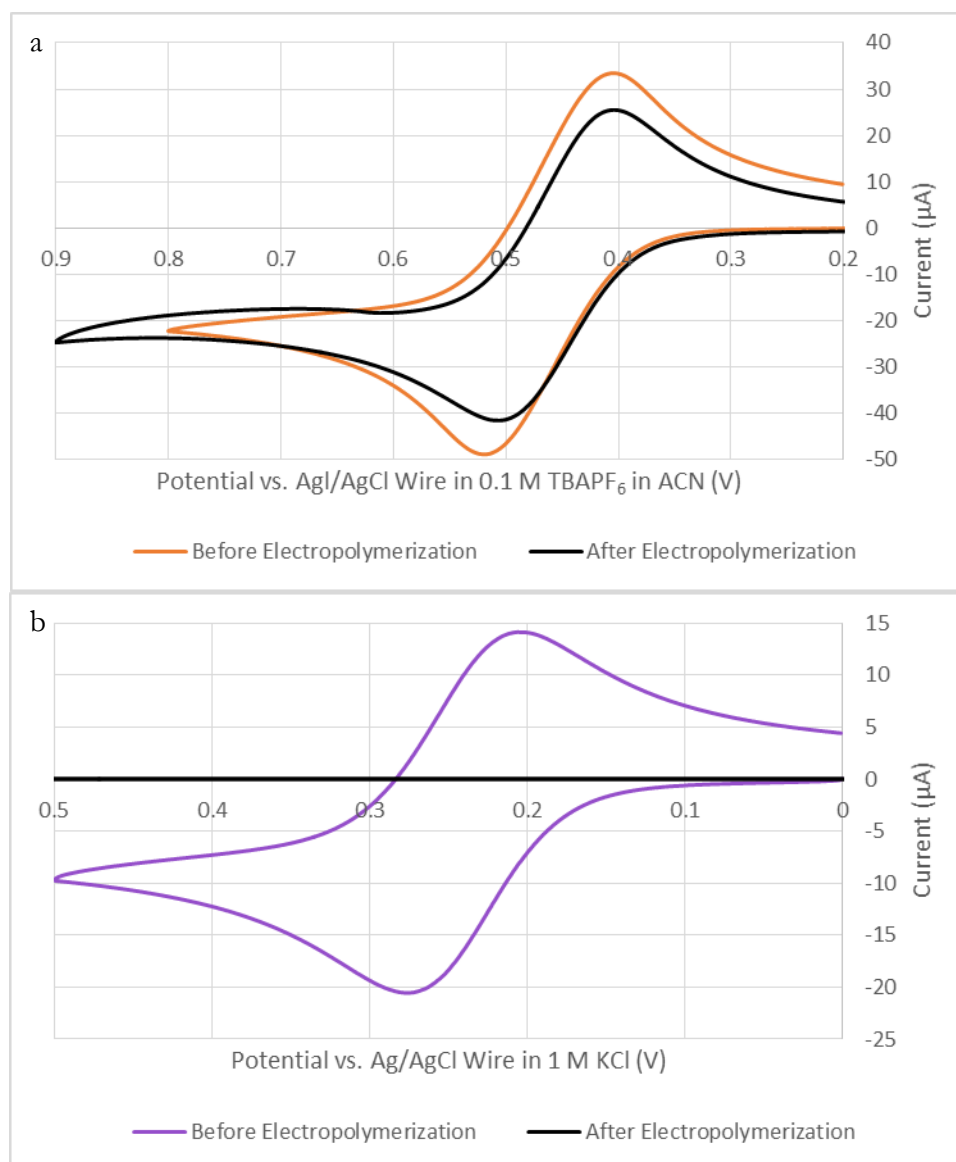 a
40
30
20
10
0
-10
-20
-30
-40
-50
0.9 0.8 0.7 0.6 0.5 0.4 0.3 0.2
Current (µA)
Potential vs. Agl/AgCl Wire in 0.1 M TBAPF6 in ACN (V)
Before Electropolymerization After Electropolymerization
b
15
10
5
0
-5
-10
-15
-20
-25
0.5 0.4 0.3 0.2 0.1 0
Current (µA)
Potential vs. Ag/AgCl Wire in 1 M KCl (V)
Before Electropolymerization After Electropolymerization